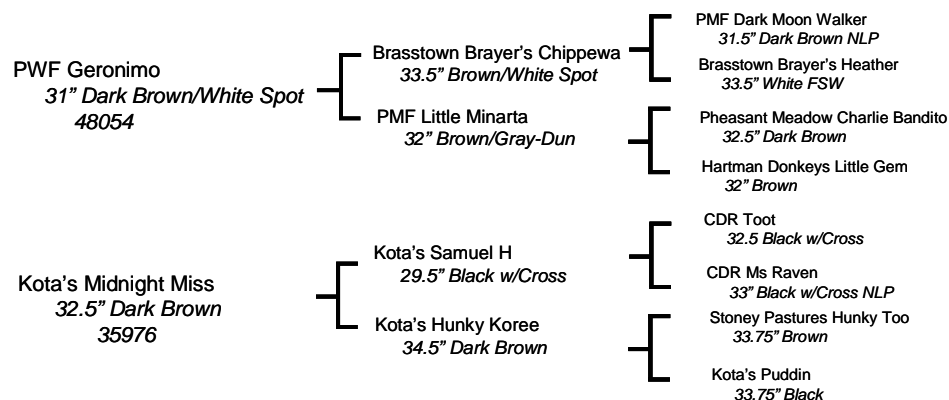 PWF Geronimo
31” Dark Brown/White Spot
48054
Brasstown Brayer’s Chippewa
33.5” Brown/White Spot
PMF Little Minarta
32” Brown/Gray-Dun
PMF Dark Moon Walker
31.5” Dark Brown NLP
Brasstown Brayer’s Heather
33.5” White FSW
Pheasant Meadow Charlie Bandito
32.5” Dark Brown
Hartman Donkeys Little Gem
32” Brown
Kota’s Midnight Miss
32.5” Dark Brown
35976
Kota’s Samuel H
29.5” Black w/Cross
Kota’s Hunky Koree
34.5” Dark Brown
CDR Toot
32.5 Black w/Cross
CDR Ms Raven
33” Black w/Cross NLP
Stoney Pastures Hunky Too
33.75” Brown
Kota’s Puddin
33.75” Black